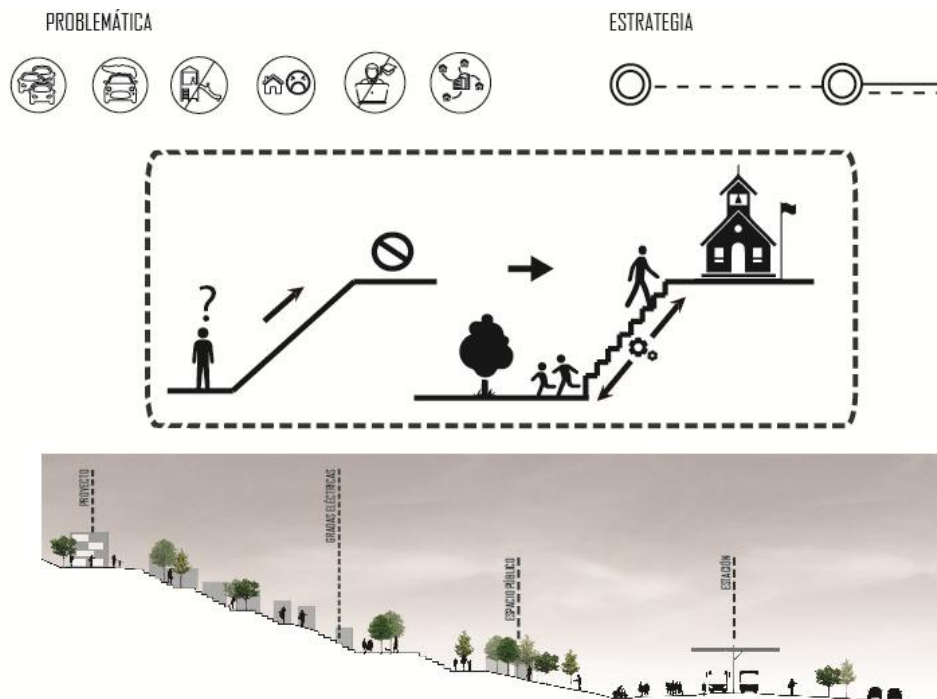 PROBLEMÁTICA
ESTRATEGIA
?
PROYECTO
GRADAS ELÉCTRICAS
ESPACIO PÚBLICO
ESTACIÓN